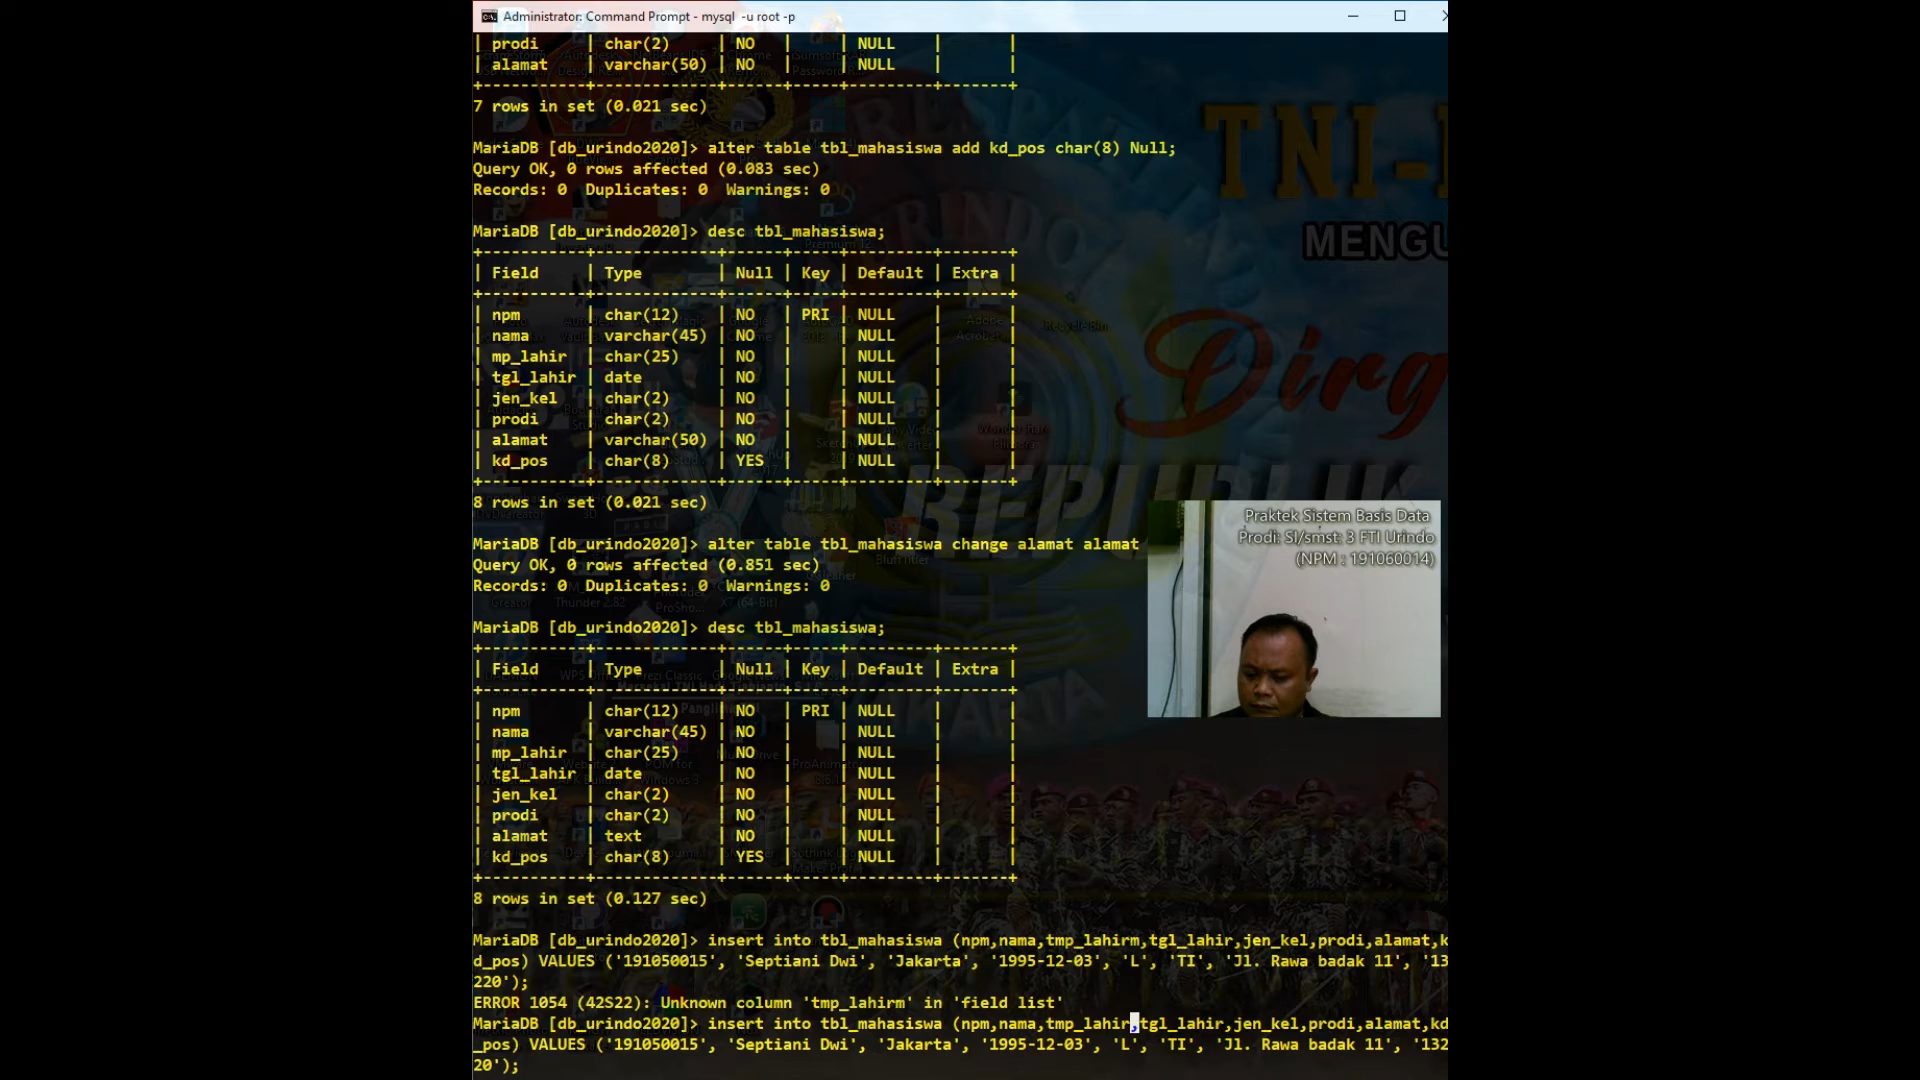 Administrator: Command Prompt - mysql -u root -p
| prodi | char(2) | NO | | NULL | |
| alamat | varchar(50) | NO | | NULL | |
+-----------+-------------+------+-----+---------+-------+
7 rows in set (0.021 sec)
MariaDB [db_urindo2020]> alter table tbl_mahasiswa add kd_pos char(8) Null;
Query OK, 0 rows affected (0.083 sec)
Records: 0 Duplicates: 0 Warnings: 0
MariaDB [db_urindo2020]> desc tbl_mahasiswa;
+-----------+-------------+------+-----+---------+-------+
| Field | Type | Null | Key | Default | Extra |
+-----------+-------------+------+-----+---------+-------+
| npm | char(12) | NO | PRI | NULL | |
| nama | varchar(45) | NO | | NULL | |
| mp_lahir | char(25) | NO | | NULL | |
| tgl_lahir | date | NO | | NULL | |
| jen_kel | char(2) | NO | | NULL | |
| prodi | char(2) | NO | | NULL | |
| alamat | varchar(50) | NO | | NULL | |
| kd_pos | char(8) | YES | | NULL | |
+-----------+-------------+------+-----+---------+-------+
8 rows in set (0.021 sec)
MariaDB [db_urindo2020]> alter table tbl_mahasiswa change alamat alamat
Query OK, 0 rows affected (0.851 sec)
Records: 0 Duplicates: 0 Warnings: 0
MariaDB [db_urindo2020]> desc tbl_mahasiswa;
+-----------+-------------+------+-----+---------+-------+
| Field | Type | Null | Key | Default | Extra |
+-----------+-------------+------+-----+---------+-------+
| npm | char(12) | NO | PRI | NULL | |
| nama | varchar(45) | NO | | NULL | |
| mp_lahir | char(25) | NO | | NULL | |
| tgl_lahir | date | NO | | NULL | |
| jen_kel | char(2) | NO | | NULL | |
| prodi | char(2) | NO | | NULL | |
| alamat | text | NO | | NULL | |
| kd_pos | char(8) | YES | | NULL | |
+-----------+-------------+------+-----+---------+-------+
8 rows in set (0.127 sec)
MariaDB [db_urindo2020]> insert into tbl_mahasiswa (npm,nama,tmp_lahirm,tgl_lahir,jen_kel,prodi,alamat,k
d_pos) VALUES ('191050015', 'Septiani Dwi', 'Jakarta', '1995-12-03', 'L', 'TI', 'Jl. Rawa badak 11', '13
220');
ERROR 1054 (42S22): Unknown column 'tmp_lahirm' in 'field list'
MariaDB [db_urindo2020]> insert into tbl_mahasiswa (npm,nama,tmp_lahir,tgl_lahir,jen_kel,prodi,alamat,kd
_pos) VALUES ('191050015', 'Septiani Dwi', 'Jakarta', '1995-12-03', 'L', 'TI', 'Jl. Rawa badak 11', '132
20');
Praktek Sistem Basis Data
Prodi: SI/smst: 3 FTI Urindo
(NPM : 191060014)
TNI-
MENGU
Dirg
REPUBLIK
Recycle Bin